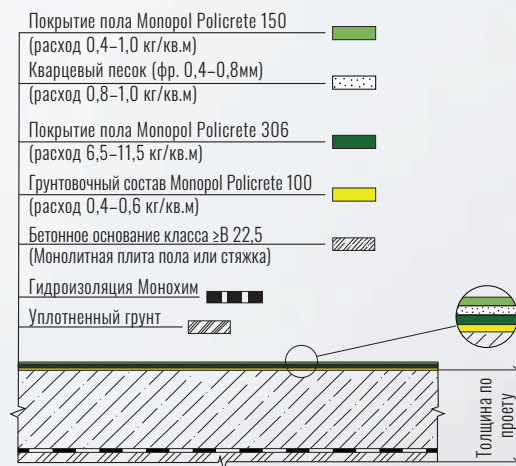 Покрытие пола Monopol Policrete 150
(расход 0,4–1,0 кг/кв.м)
Кварцевый песок (фр. 0,4–0,8мм)
(расход 0,8–1,0 кг/кв.м)
Покрытие пола Monopol Policrete 306
(расход 6,5–11,5 кг/кв.м)
Грунтовочный состав Monopol Policrete 100
(расход 0,4–0,6 кг/кв.м)
Бетонное основание класса ≥В 22,5
(Монолитная плита пола или стяжка)
Гидроизоляция Монохим
Уплотненный грунт
Толщина по
проету